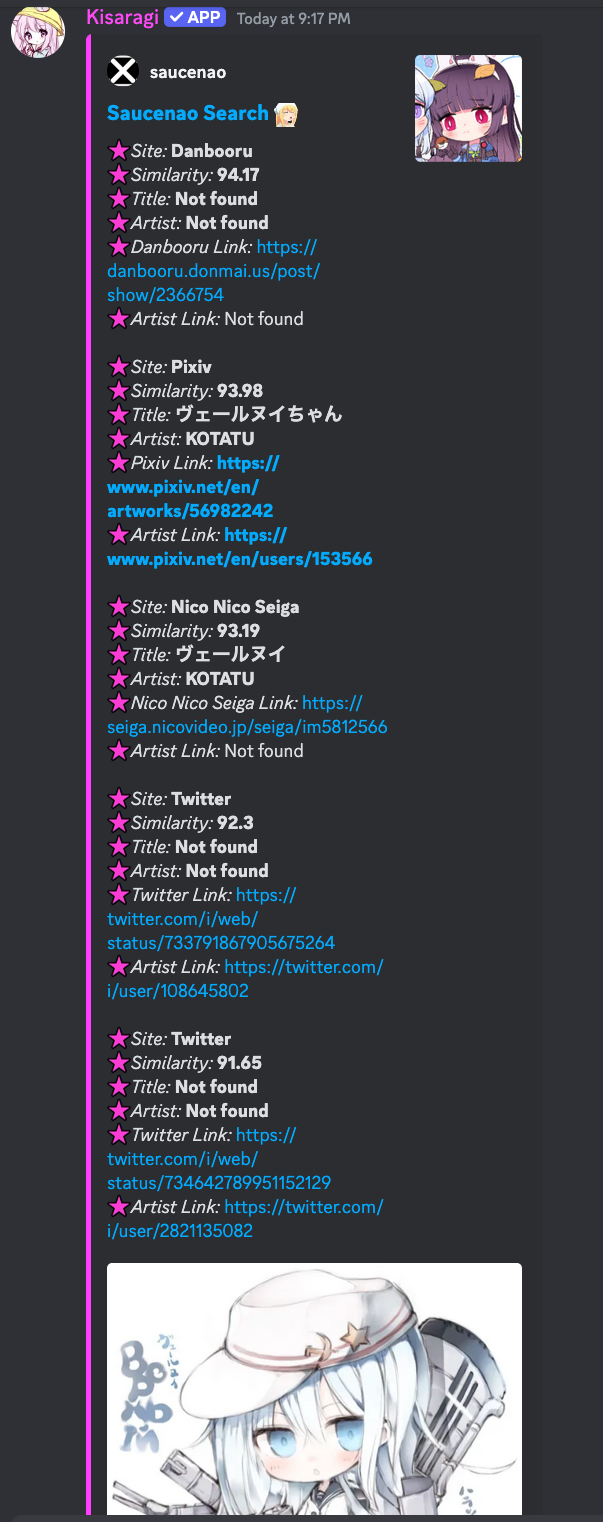 Kisaragi ✓ APP Today at 9:17 PM
saucenao
Saucenao Search
Site: Danbooru
Similarity: 94.17
Title: Not found
Artist: Not found
Danbooru Link: https://
danbooru.donmai.us/post/
show/2366754
Artist Link: Not found
Site: Pixiv
Similarity: 93.98
Title: ヴェールヌイちゃん
Artist: KOTATU
Pixiv Link: https://
www.pixiv.net/en/
artworks/56982242
Artist Link: https://
www.pixiv.net/en/users/153566
Site: Nico Nico Seiga
Similarity: 93.19
Title: ヴェールヌイ
Artist: KOTATU
Nico Nico Seiga Link: https://
seiga.nicovideo.jp/seiga/im5812566
Artist Link: Not found
Site: Twitter
Similarity: 92.3
Title: Not found
Artist: Not found
Twitter Link: https://
twitter.com/i/web/
status/733791867905675264
Artist Link: https://twitter.com/
i/user/108645802
Site: Twitter
Similarity: 91.65
Title: Not found
Artist: Not found
Twitter Link: https://
twitter.com/i/web/
status/734642789951152129
Artist Link: https://twitter.com/
i/user/2821135082
ヴェールヌイ